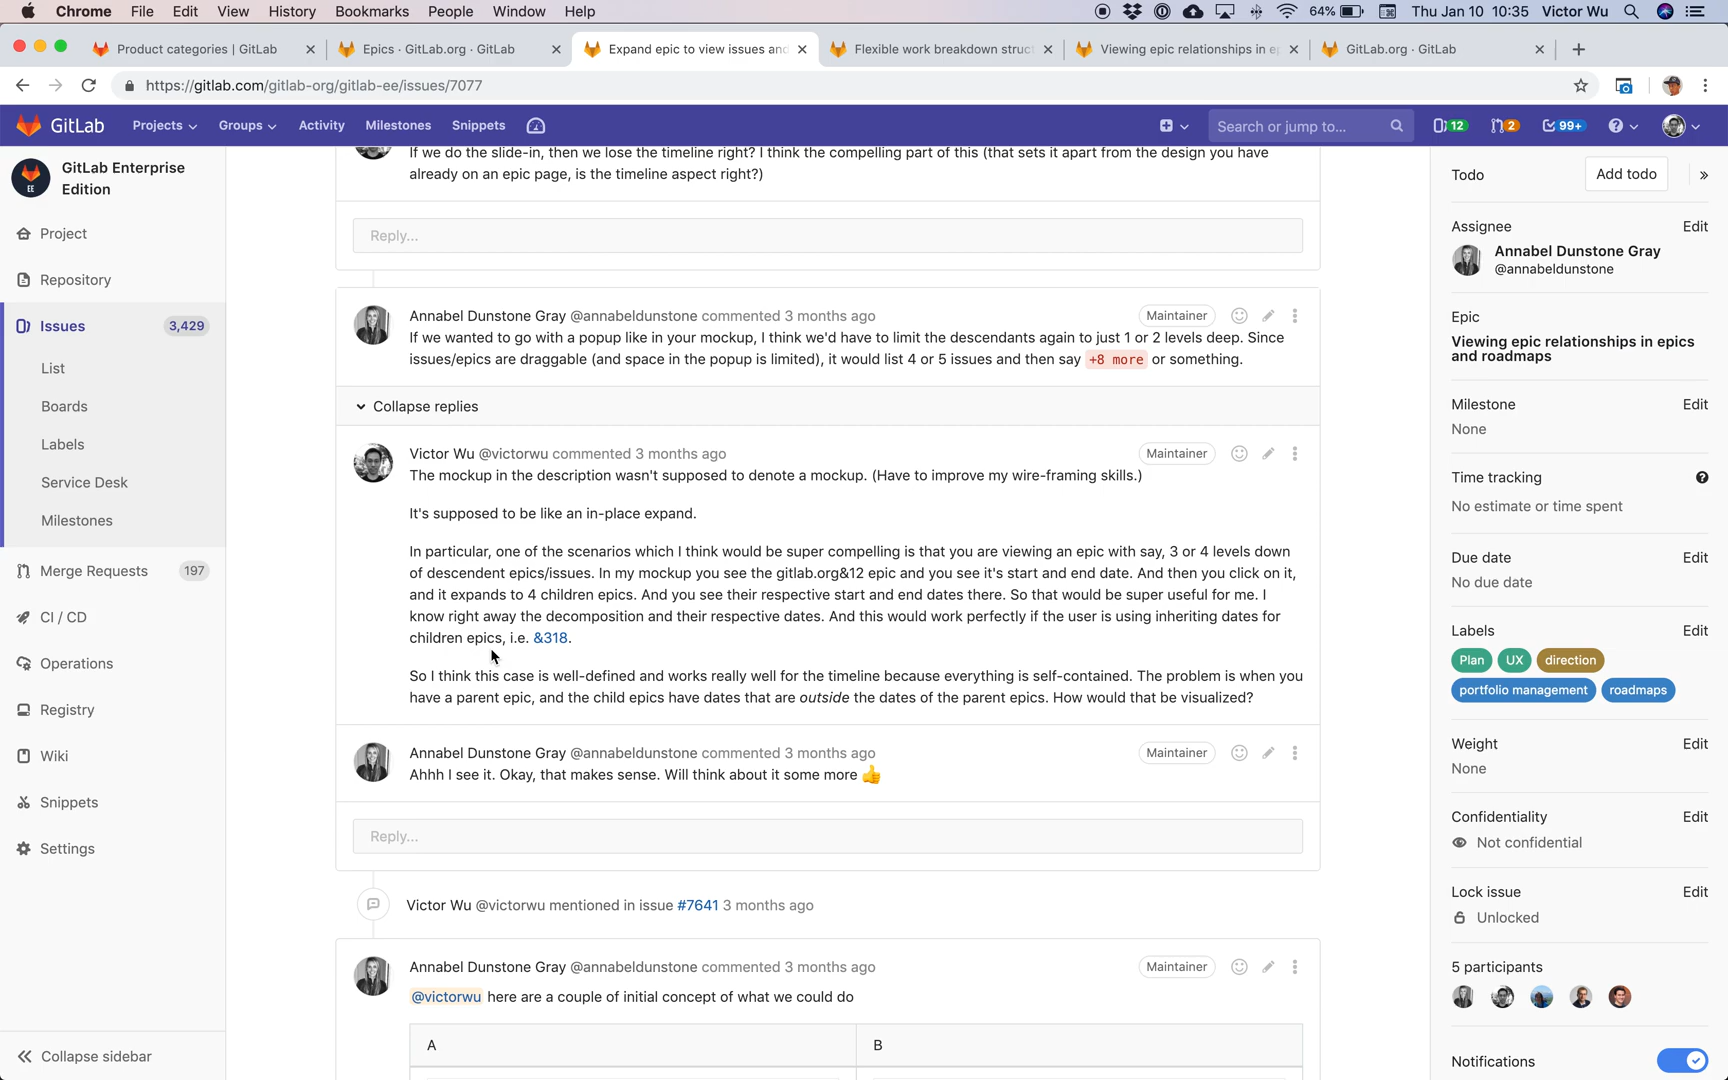 Chrome File Edit View History Bookmarks People Window Help 64% Thu Jan 10 10:35 Victor Wu
Product categories | GitLab Epics · GitLab.org · GitLab Expand epic to view issues and Flexible work breakdown struct Viewing epic relationships in ep GitLab.org · GitLab
https://gitlab.com/gitlab-org/gitlab-ee/issues/7077
GitLab Projects Groups Activity Milestones Snippets Search or jump to... 12 2 99+
GitLab Enterprise
Edition
EE
Project
Repository
Issues 3,429
List
Boards
Labels
Service Desk
Milestones
Merge Requests 197
CI / CD
Operations
Registry
Wiki
Snippets
Settings
Collapse sidebar
If we do the slide-in, then we lose the timeline right? I think the compelling part of this (that sets it apart from the design you have
already on an epic page, is the timeline aspect right?)
Reply...
Annabel Dunstone Gray @annabeldunstone commented 3 months ago Maintainer
If we wanted to go with a popup like in your mockup, I think we'd have to limit the descendants again to just 1 or 2 levels deep. Since
issues/epics are draggable (and space in the popup is limited), it would list 4 or 5 issues and then say +8 more or something.
Collapse replies
Victor Wu @victorwu commented 3 months ago Maintainer
The mockup in the description wasn't supposed to denote a mockup. (Have to improve my wire-framing skills.)
It's supposed to be like an in-place expand.
In particular, one of the scenarios which I think would be super compelling is that you are viewing an epic with say, 3 or 4 levels down
of descendent epics/issues. In my mockup you see the gitlab.org&12 epic and you see it's start and end date. And then you click on it,
and it expands to 4 children epics. And you see their respective start and end dates there. So that would be super useful for me. I
know right away the decomposition and their respective dates. And this would work perfectly if the user is using inheriting dates for
children epics, i.e. &318.
So I think this case is well-defined and works really well for the timeline because everything is self-contained. The problem is when you
have a parent epic, and the child epics have dates that are outside the dates of the parent epics. How would that be visualized?
Annabel Dunstone Gray @annabeldunstone commented 3 months ago Maintainer
Ahhh I see it. Okay, that makes sense. Will think about it some more 👍
Reply...
Victor Wu @victorwu mentioned in issue #7641 3 months ago
Annabel Dunstone Gray @annabeldunstone commented 3 months ago Maintainer
@victorwu here are a couple of initial concept of what we could do
A B
Todo Add todo
Assignee Edit
Annabel Dunstone Gray
@annabeldunstone
Epic
Viewing epic relationships in epics
and roadmaps
Milestone Edit
None
Time tracking
No estimate or time spent
Due date Edit
No due date
Labels Edit
Plan UX direction
portfolio management roadmaps
Weight Edit
None
Confidentiality Edit
Not confidential
Lock issue Edit
Unlocked
5 participants
Notifications